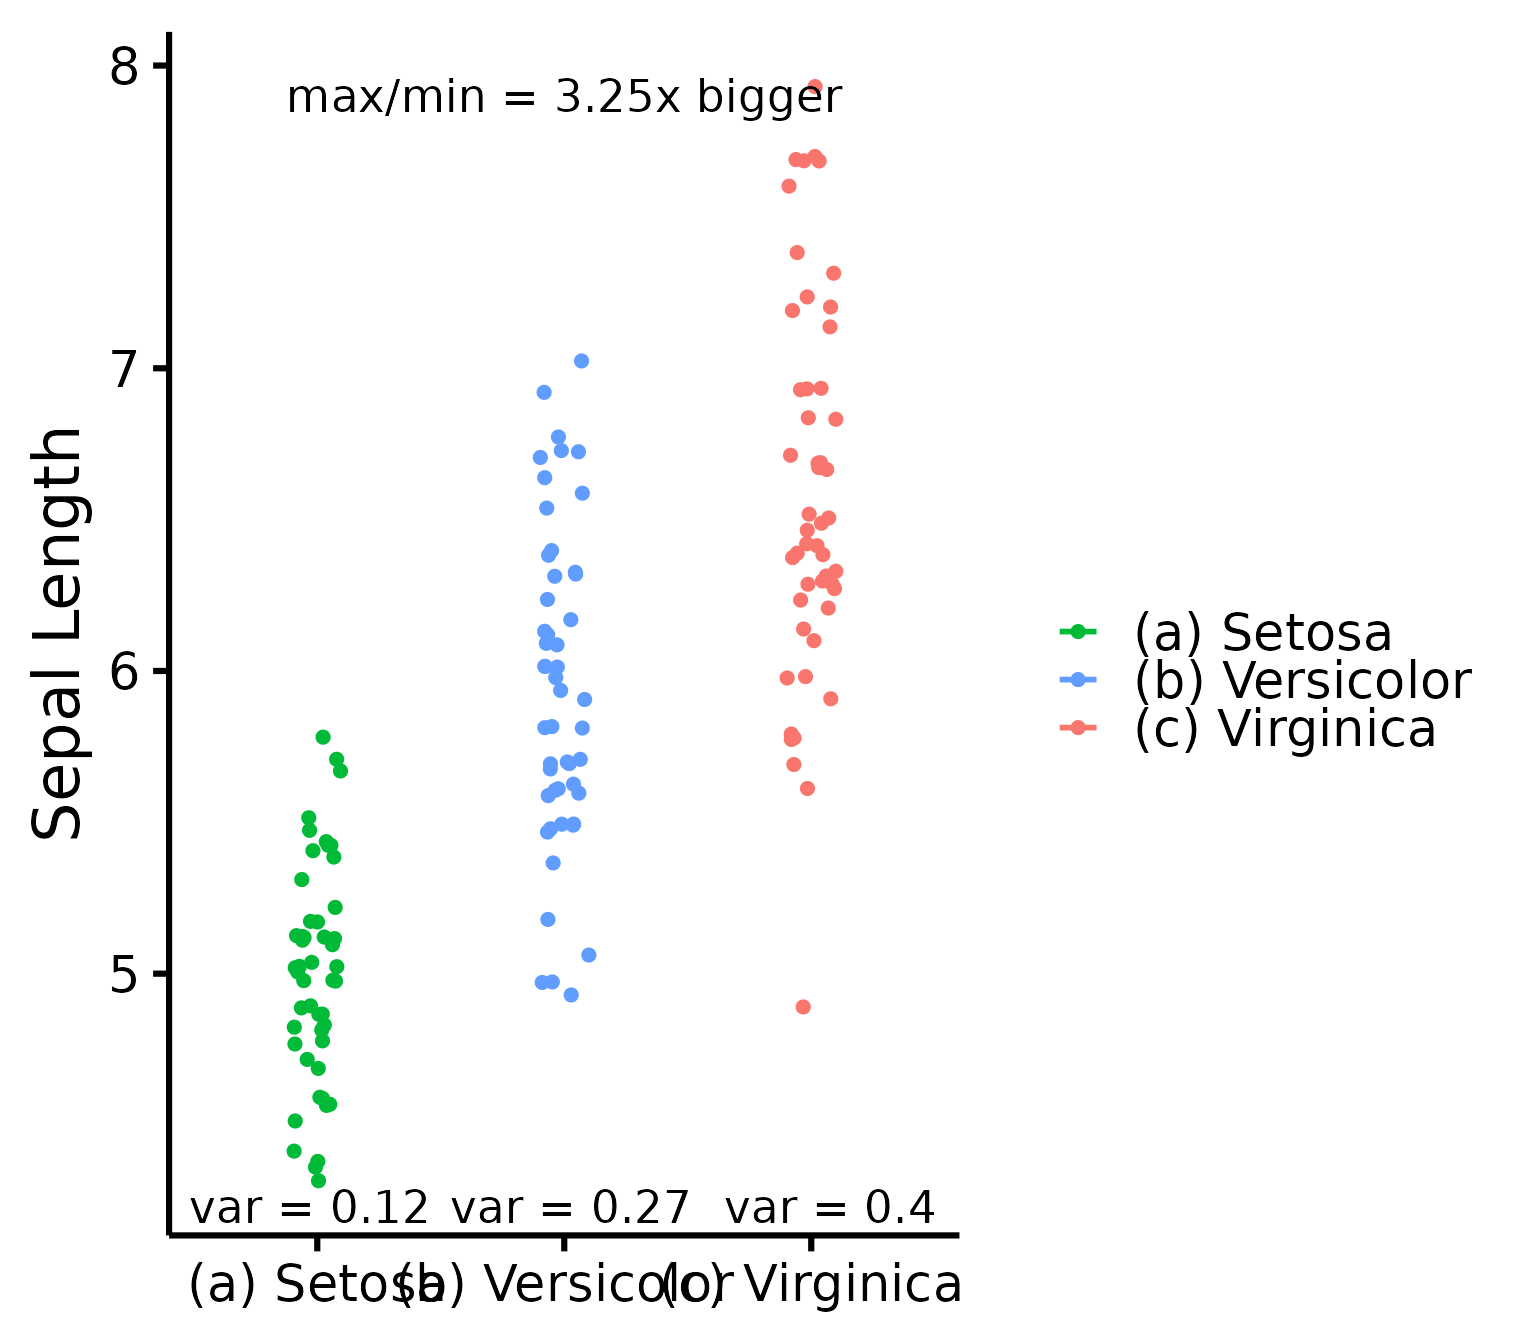 max/min = 3.25x bigger
8
7
6
5
Sepal Length
var = 0.12
var = 0.27
var = 0.4
(a) Setosa
(b) Versicolor
(c) Virginica
(a) Setosa
(b) Versicolor
(c) Virginica